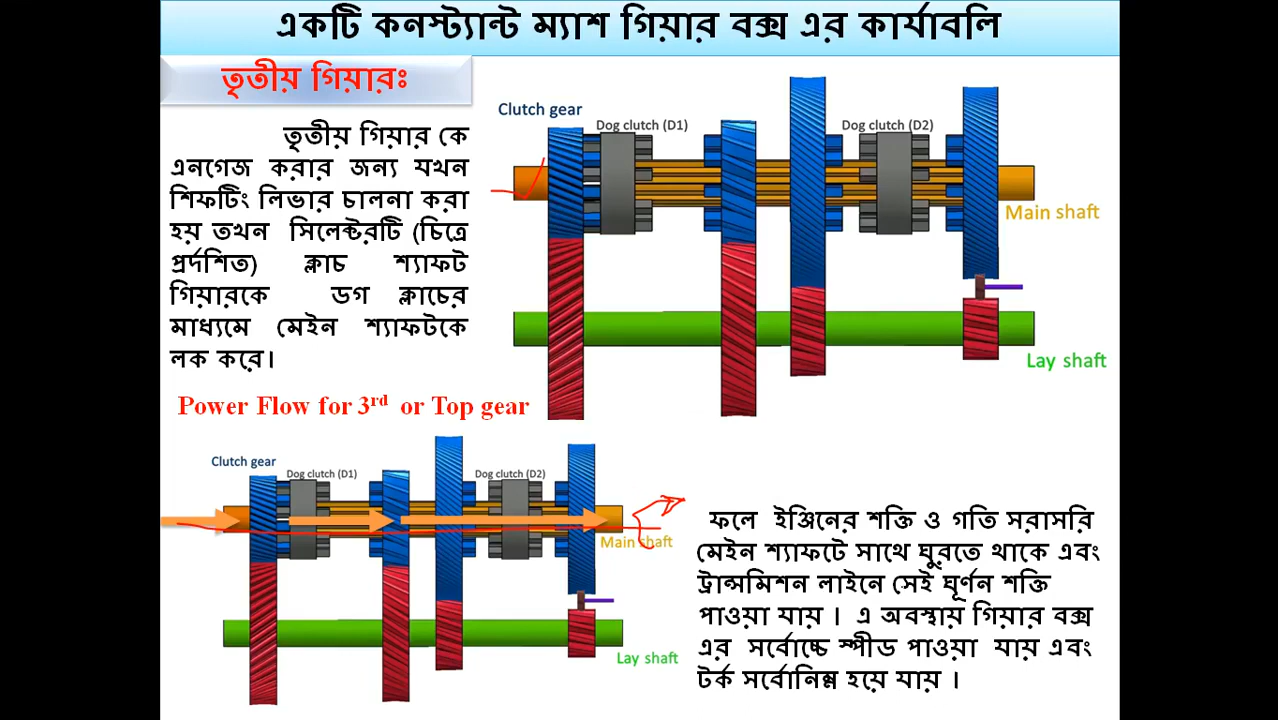 একটি কনস্ট্যান্ট ম্যাশ গিয়ার বক্স এর কার্যাবলি
তৃতীয় গিয়ারঃ
তৃতীয় গিয়ার কে
এনগেজ করার জন্য যখন
শিফটিং লিভার চালনা করা
হয় তখন সিলেক্টরটি (চিত্রে
প্রর্দশিত) ক্লাচ শ্যাফট
গিয়ারকে ডগ ক্লাচের
মাধ্যমে মেইন শ্যাফটকে
লক করে।
Clutch gear
Dog clutch (D1)
Dog clutch (D2)
Main shaft
Lay shaft
Power Flow for 3rd or Top gear
Clutch gear
Dog clutch (D1)
Dog clutch (D2)
Main shaft
Lay shaft
ফলে ইঞ্জিনের শক্তি ও গতি সরাসরি
মেইন শ্যাফটে সাথে ঘুরতে থাকে এবং
ট্রান্সমিশন লাইনে সেই ঘূর্ণন শক্তি
পাওয়া যায় । এ অবস্থায় গিয়ার বক্স
এর সর্বোচ্চে স্পীড পাওয়া যায় এবং
টর্ক সর্বোনিম্ন হয়ে যায় ।